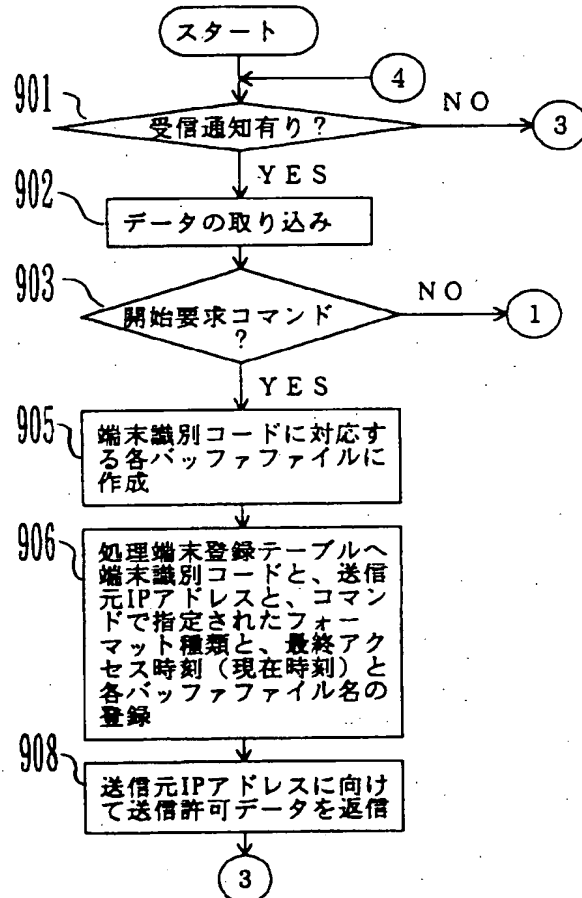 スタート
4
901
受信通知有り?
NO
3
YES
902
データの取り込み
903
開始要求コマンド
?
NO
1
YES
905
端末識別コードに対応す
る各バッファファイルに
作成
906
処理端末登録テーブルへ
端末識別コードと、送信
元IPアドレスと、コマン
ドで指定されたフォー
マット種類と、最終アク
セス時刻(現在時刻)と
各バッファファイル名の
登録
908
送信元IPアドレスに向け
て送信許可データを返信
3